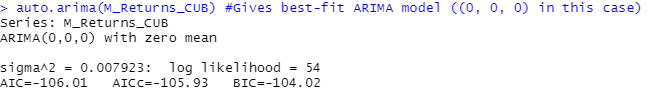 > auto.arima(M_Returns_CUB) #Gives best-fit ARIMA model ((0, 0, 0) in this case)
Series: M_Returns_CUB
ARIMA(0,0,0) with zero mean
sigma^2 = 0.007923:  log likelihood = 54
AIC=-106.01   AICc=-105.93   BIC=-104.02